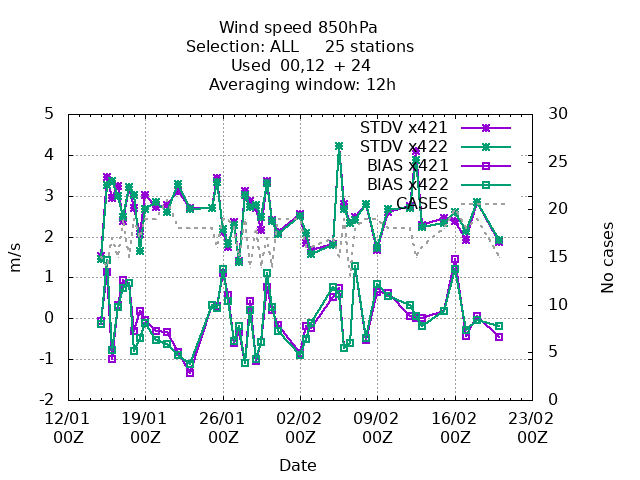 Wind speed 850hPa
Selection: ALL 25 stations
Used 00,12 + 24
Averaging window: 12h
5
4
3
2
1
0
-1
-2
m/s
30
25
20
15
10
5
0
No cases
STDV x421
STDV x422
BIAS x421
BIAS x422
CASES
12/01 19/01 26/01 02/02 09/02 16/02 23/02
00Z 00Z 00Z 00Z 00Z 00Z 00Z
Date